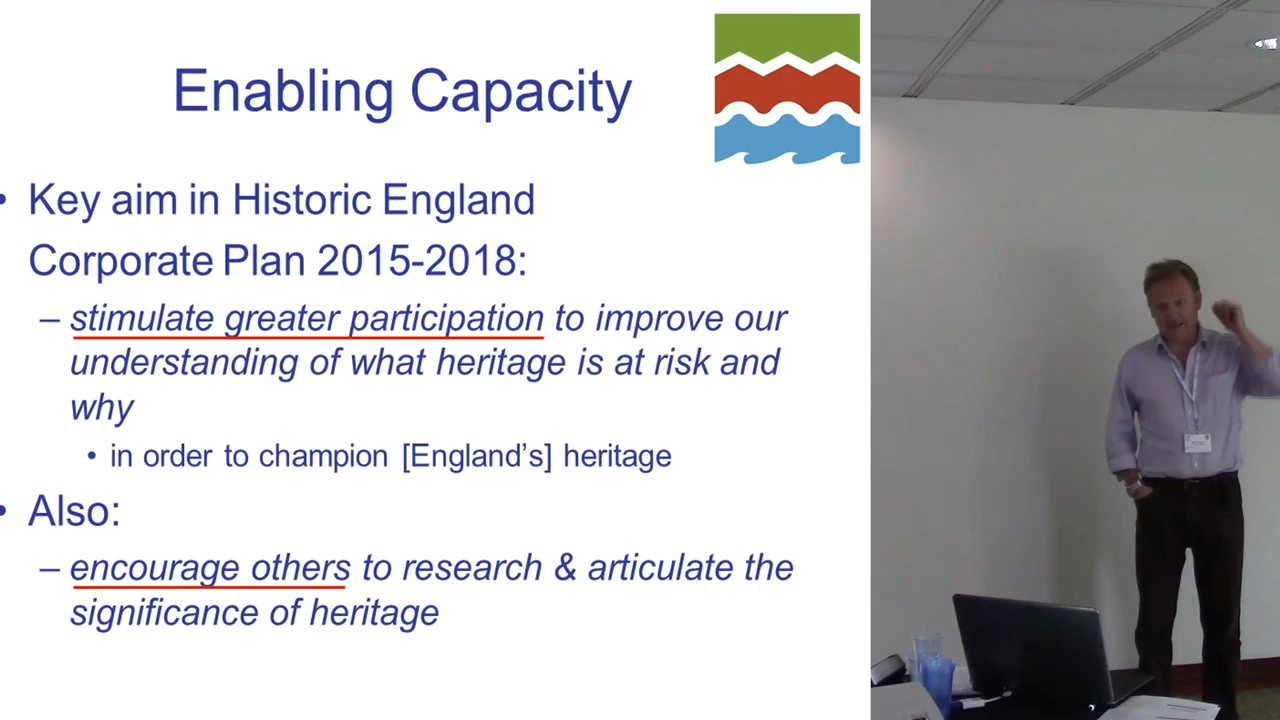 Enabling Capacity
• Key aim in Historic England
Corporate Plan 2015-2018:
– stimulate greater participation to improve our
understanding of what heritage is at risk and
why
• in order to champion [England's] heritage
• Also:
– encourage others to research & articulate the
significance of heritage